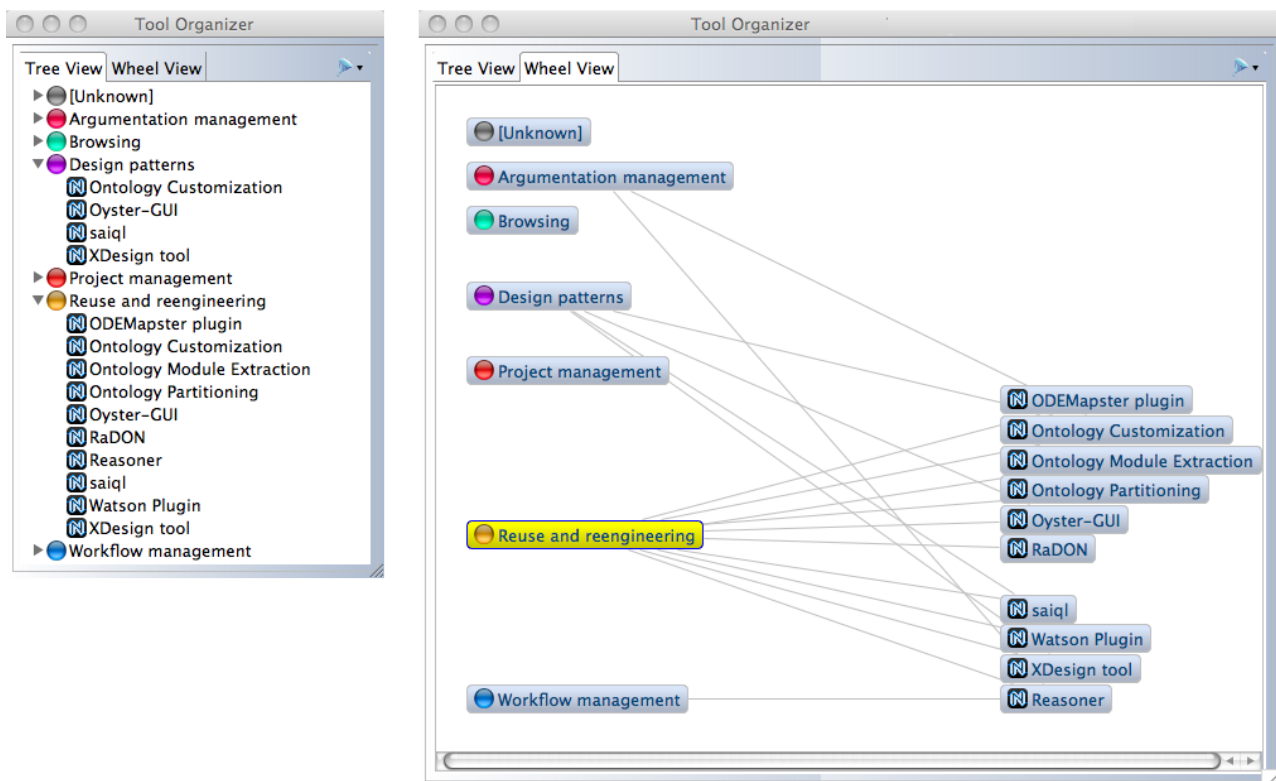 Tool Organizer
Tree View Wheel View
[Unknown]
Argumentation management
Browsing
Design patterns
Ontology Customization
Oyster-GUI
saiql
XDesign tool
Project management
Reuse and reengineering
ODEMapster plugin
Ontology Customization
Ontology Module Extraction
Ontology Partitioning
Oyster-GUI
RaDON
Reasoner
saiql
Watson Plugin
XDesign tool
Workflow management
Tool Organizer
Tree View Wheel View
[Unknown]
Argumentation management
Browsing
Design patterns
Project management
Reuse and reengineering
Workflow management
ODEMapster plugin
Ontology Customization
Ontology Module Extraction
Ontology Partitioning
Oyster-GUI
RaDON
saiql
Watson Plugin
XDesign tool
Reasoner